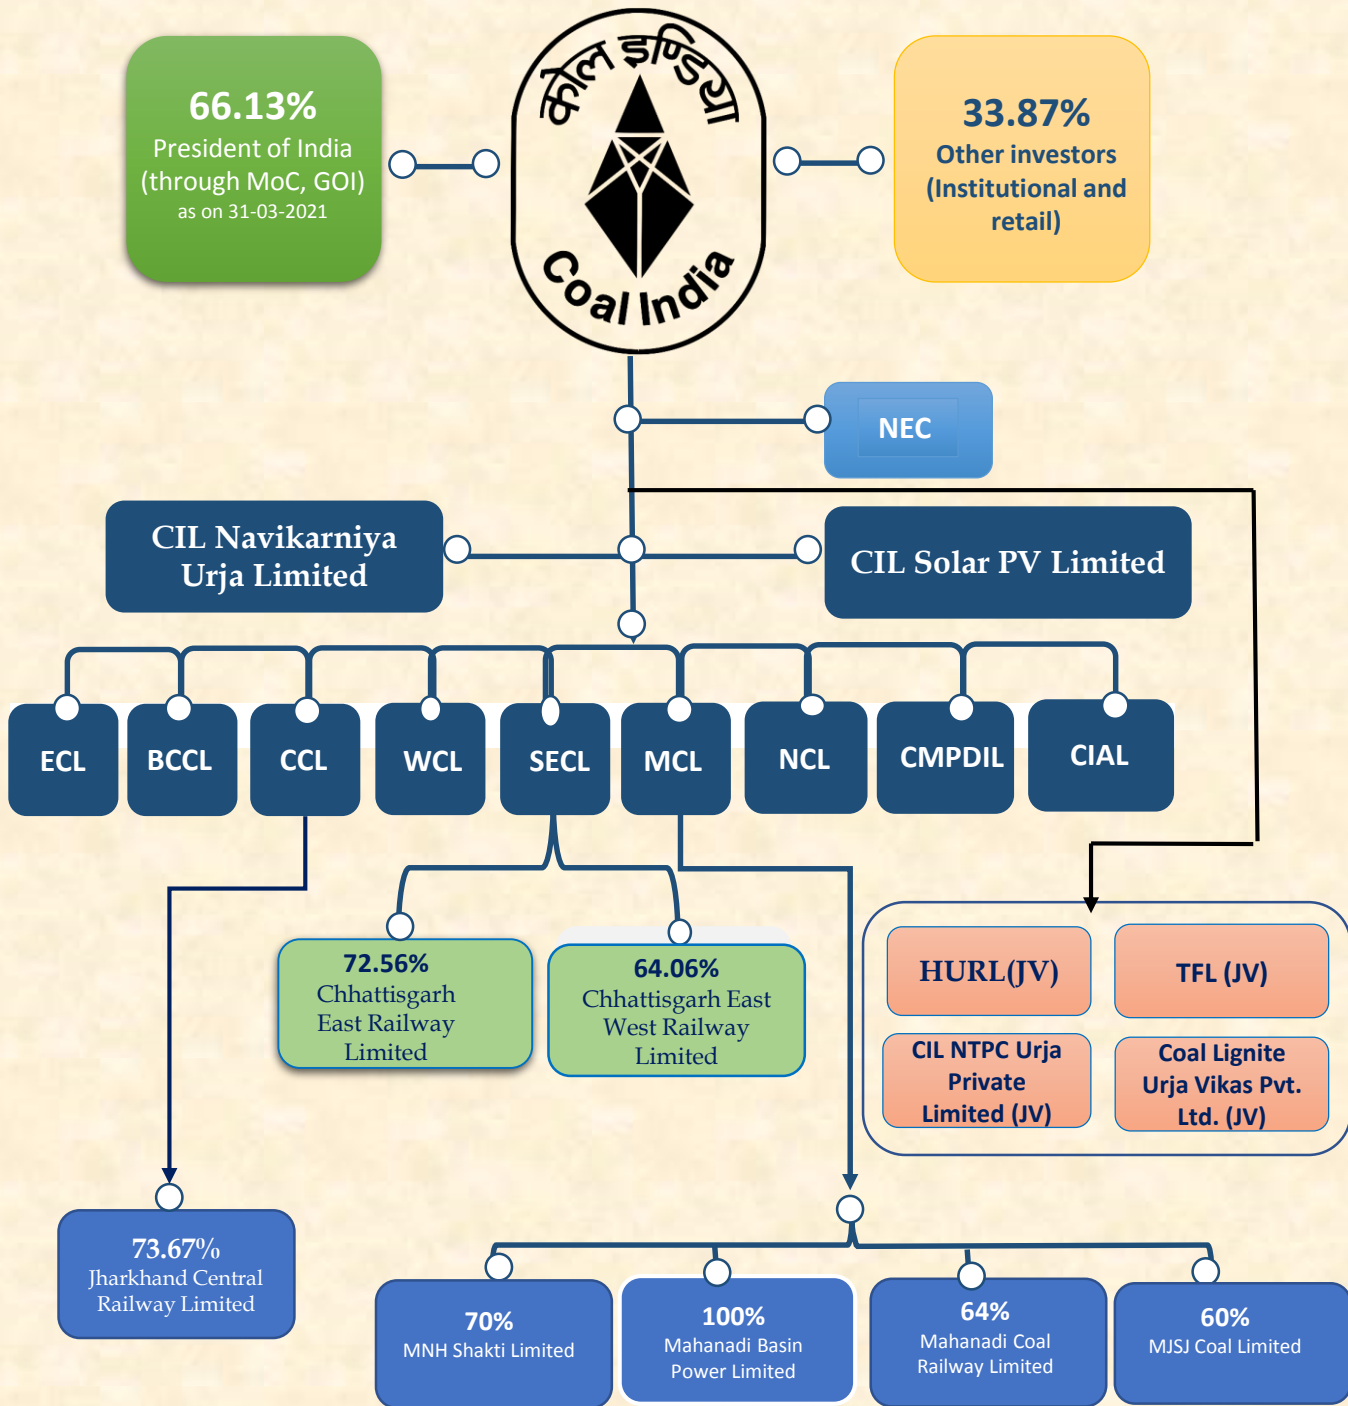 66.13%
President of India
(through MoC, GOI)
as on 31-03-2021
कोल इण्डिया
Coal India
33.87%
Other investors
(Institutional and
retail)
NEC
CIL Navikarniya
Urja Limited
CIL Solar PV Limited
ECL
BCCL
CCL
WCL
SECL
MCL
NCL
CMPDIL
CIAL
72.56%
Chhattisgarh
East Railway
Limited
64.06%
Chhattisgarh East
West Railway
Limited
HURL(JV)
TFL (JV)
CIL NTPC Urja
Private
Limited (JV)
Coal Lignite
Urja Vikas Pvt.
Ltd. (JV)
73.67%
Jharkhand Central
Railway Limited
70%
MNH Shakti Limited
100%
Mahanadi Basin
Power Limited
64%
Mahanadi Coal
Railway Limited
60%
MJSJ Coal Limited